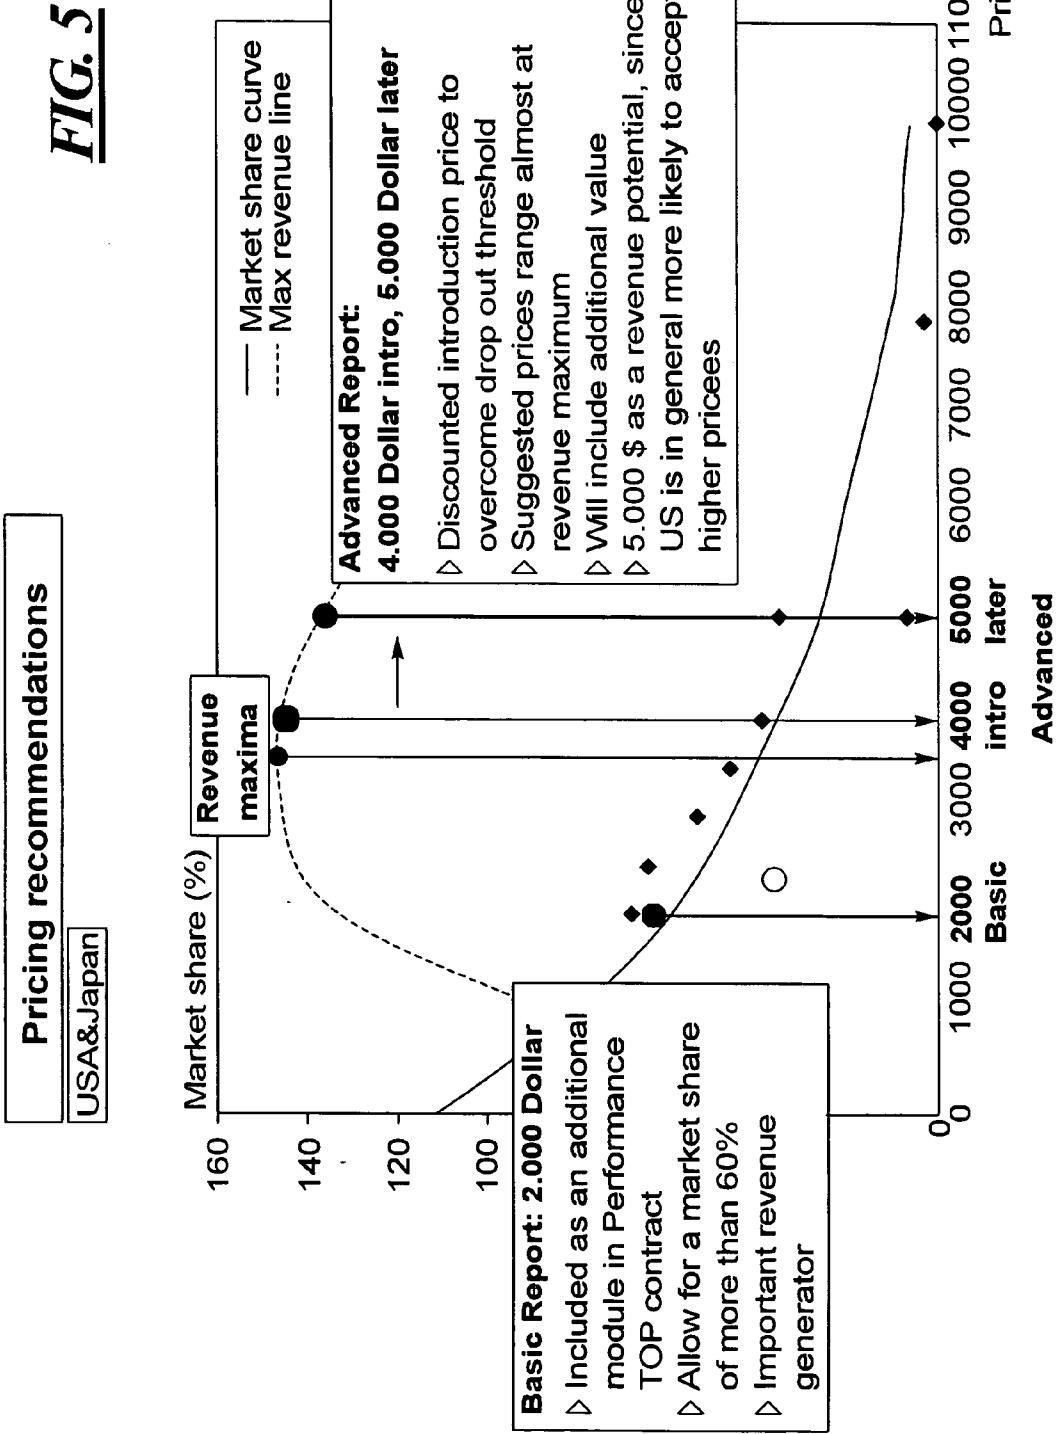 FIG. 5
Pricing recommendations
USA&Japan
Market share (%)
160
140
120
100
0
Market share curve
Max revenue line
Revenue
maxima
Advanced Report:
4.000 Dollar intro, 5.000 Dollar later
▷ Discounted introduction price to
overcome drop out threshold
▷ Suggested prices range almost at
revenue maximum
▷ Will include additional value
▷ 5.000 $ as a revenue potential, since
US is in general more likely to accept
higher pricees
Basic Report: 2.000 Dollar
▷ Included as an additional
module in Performance
TOP contract
▷ Allow for a market share
of more than 60%
▷ Important revenue
generator
0 1000 2000 3000 4000 5000 6000 7000 8000 9000 10000 110
Basic intro later
Advanced